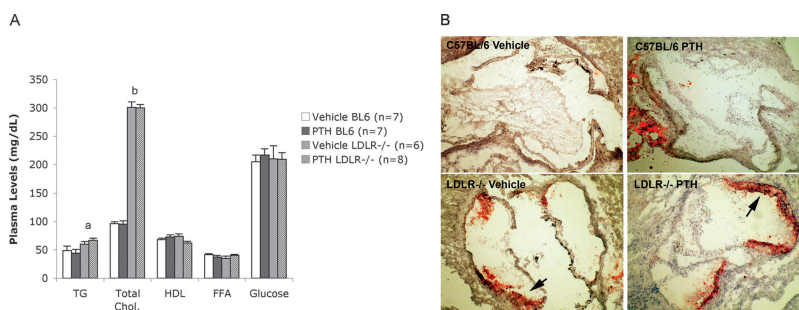 A
B
Plasma Levels (mg/dL)
350
300
250
200
150
100
50
0
a
b
TG
Total
Chol.
HDL
FFA
Glucose
Vehicle BL6 (n=7)
PTH BL6 (n=7)
Vehicle LDLR-/- (n=6)
PTH LDLR-/- (n=8)
C57BL/6 Vehicle
C57BL/6 PTH
LDLR-/- Vehicle
LDLR-/- PTH